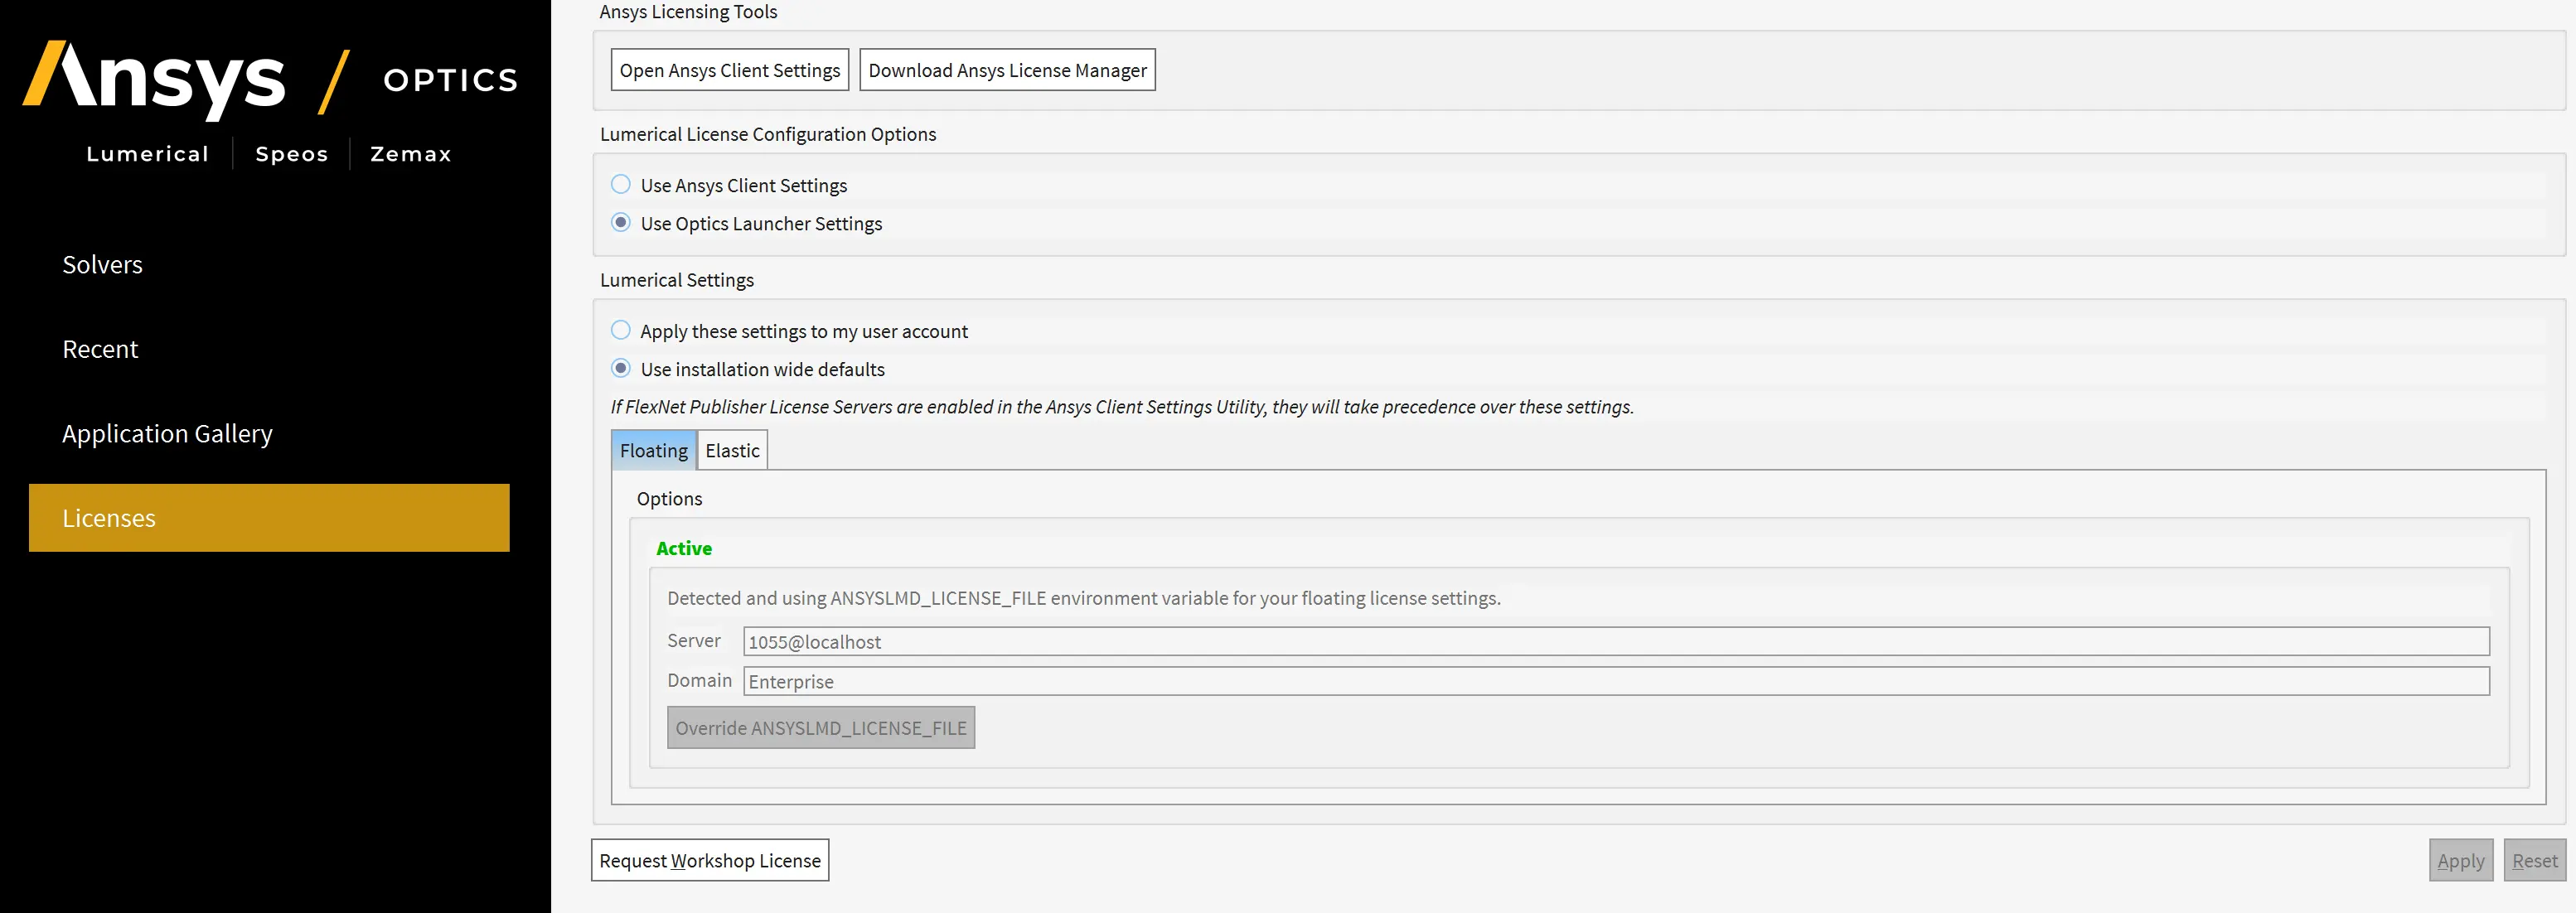 Ansys / OPTICS
Lumerical | Speos | Zemax
Solvers
Recent
Application Gallery
Licenses
Ansys Licensing Tools
Open Ansys Client Settings
Download Ansys License Manager
Lumerical License Configuration Options
Use Ansys Client Settings
Use Optics Launcher Settings
Lumerical Settings
Apply these settings to my user account
Use installation wide defaults
If FlexNet Publisher License Servers are enabled in the Ansys Client Settings Utility, they will take precedence over these settings.
Floating
Elastic
Options
Active
Detected and using ANSYSLMD_LICENSE_FILE environment variable for your floating license settings.
Server 1055@localhost
Domain Enterprise
Override ANSYSLMD_LICENSE_FILE
Request Workshop License
Apply
Reset